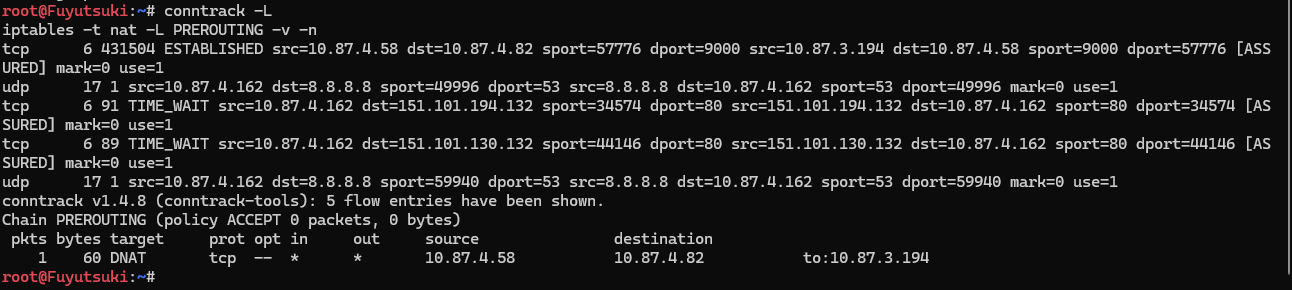 root@Fuyutsuki:~# conntrack -L
iptables -t nat -L PREROUTING -v -n
tcp      6 431504 ESTABLISHED src=10.87.4.58 dst=10.87.4.82 sport=57776 dport=9000 src=10.87.3.194 dst=10.87.4.58 sport=9000 dport=57776 [ASS
URED] mark=0 use=1
udp      17 1 src=10.87.4.162 dst=8.8.8.8 sport=49996 dport=53 src=8.8.8.8 dst=10.87.4.162 sport=53 dport=49996 mark=0 use=1
tcp      6 91 TIME_WAIT src=10.87.4.162 dst=151.101.194.132 sport=34574 dport=80 src=151.101.194.132 dst=10.87.4.162 sport=80 dport=34574 [AS
SURED] mark=0 use=1
tcp      6 89 TIME_WAIT src=10.87.4.162 dst=151.101.130.132 sport=44146 dport=80 src=151.101.130.132 dst=10.87.4.162 sport=80 dport=44146 [AS
SURED] mark=0 use=1
udp      17 1 src=10.87.4.162 dst=8.8.8.8 sport=59940 dport=53 src=8.8.8.8 dst=10.87.4.162 sport=53 dport=59940 mark=0 use=1
conntrack v1.4.8 (conntrack-tools): 5 flow entries have been shown.
Chain PREROUTING (policy ACCEPT 0 packets, 0 bytes)
 pkts bytes target     prot opt in     out     source               destination
    1    60 DNAT       tcp  --  *      *       10.87.4.58           10.87.4.82           to:10.87.3.194
root@Fuyutsuki:~#